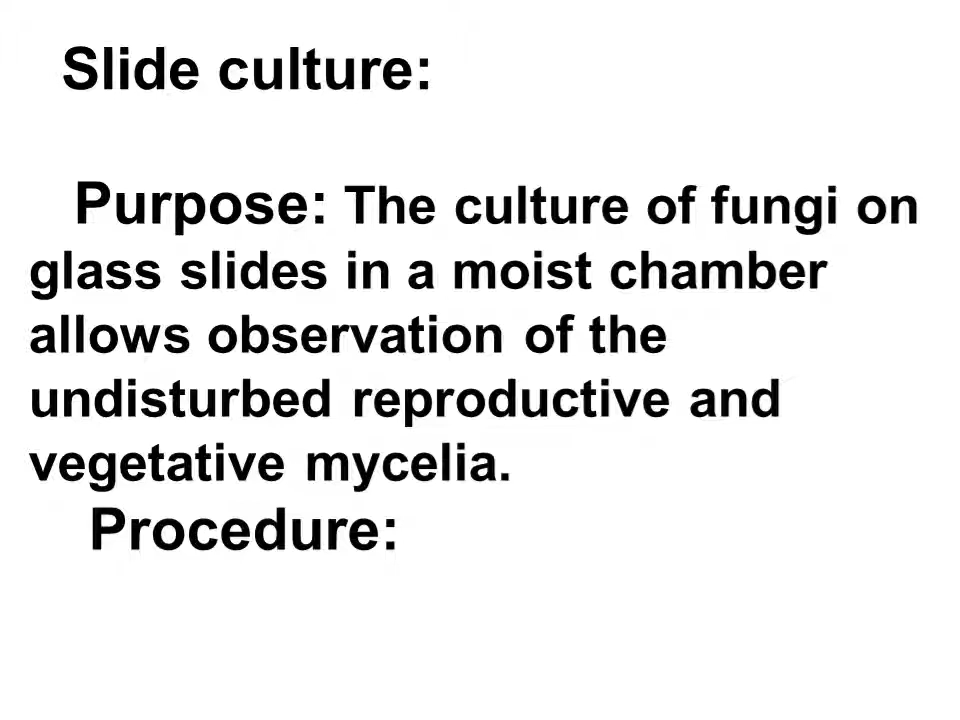 Slide culture:
Purpose: The culture of fungi on
glass slides in a moist chamber
allows observation of the
undisturbed reproductive and
vegetative mycelia.
Procedure: